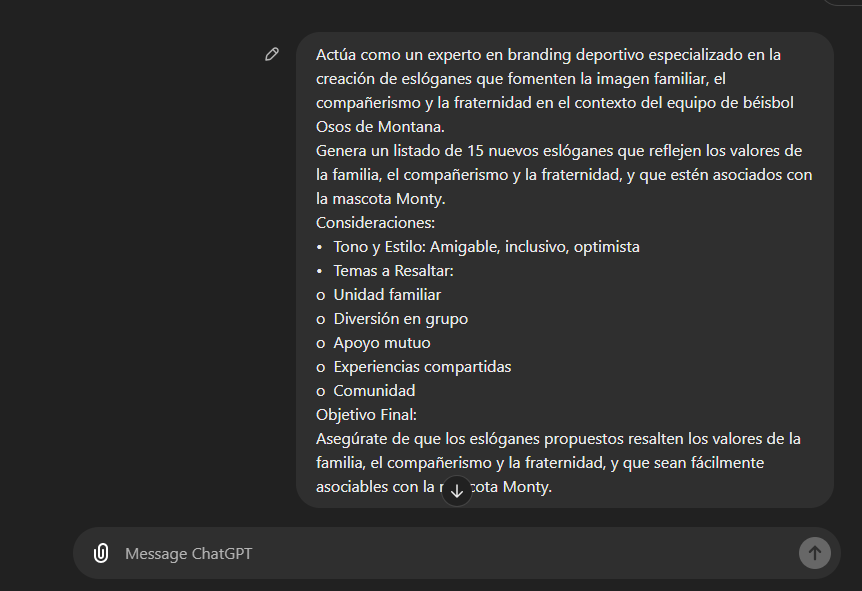 Actúa como un experto en branding deportivo especializado en la
creación de eslóganes que fomenten la imagen familiar, el
compañerismo y la fraternidad en el contexto del equipo de béisbol
Osos de Montana.
Genera un listado de 15 nuevos eslóganes que reflejen los valores de
la familia, el compañerismo y la fraternidad, y que estén asociados con
la mascota Monty.
Consideraciones:
• Tono y Estilo: Amigable, inclusivo, optimista
• Temas a Resaltar:
o Unidad familiar
o Diversión en grupo
o Apoyo mutuo
o Experiencias compartidas
o Comunidad
Objetivo Final:
Asegúrate de que los eslóganes propuestos resalten los valores de la
familia, el compañerismo y la fraternidad, y que sean fácilmente
asociables con la Monty.
Message ChatGPT